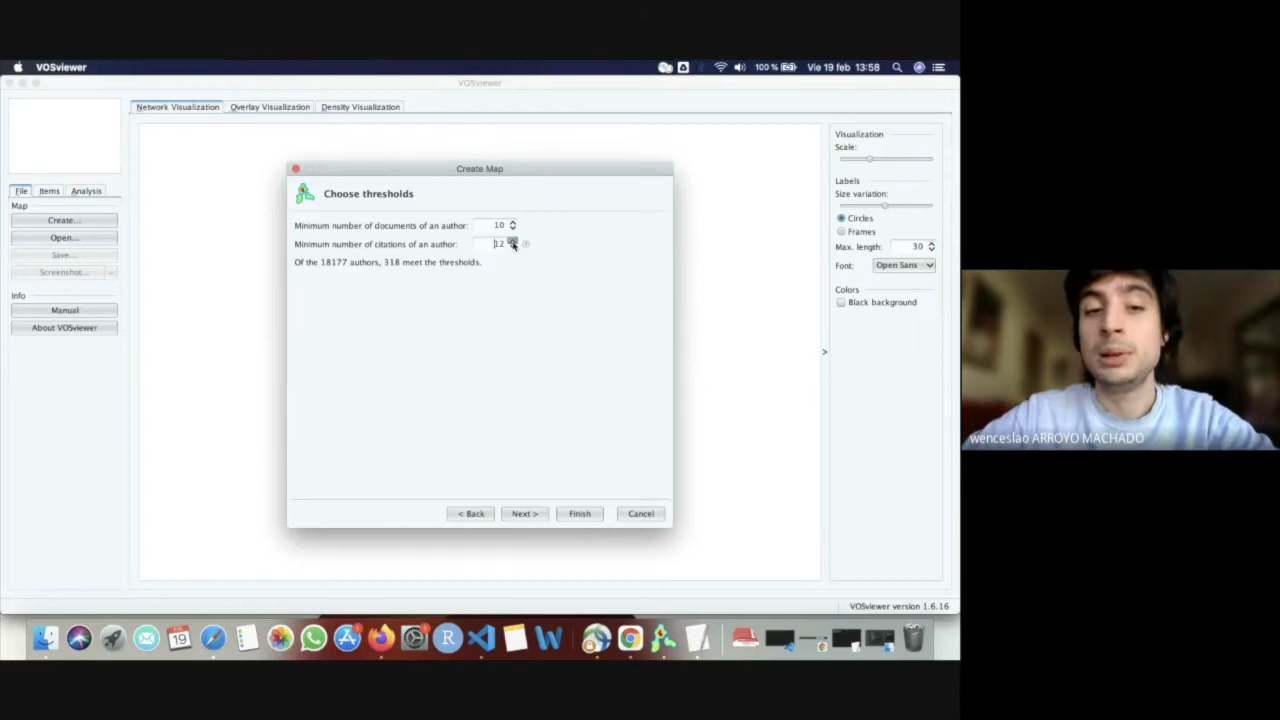 VOSviewer
100 %
Vie 19 feb 13:58
VOSviewer
Network Visualization
Overlay Visualization
Density Visualization
File
Items
Analysis
Map
Create...
Open...
Save...
Screenshot...
Info
Manual
About VOSviewer
Create Map
Choose thresholds
Minimum number of documents of an author: 10
Minimum number of citations of an author: 12
Of the 18177 authors, 318 meet the thresholds.
< Back
Next >
Finish
Cancel
>
Visualization
Scale:
Labels
Size variation:
Circles
Frames
Max. length: 30
Font: Open Sans
Colors
Black background
VOSviewer version 1.6.16
wenceslao ARROYO MACHADO
19
R
W